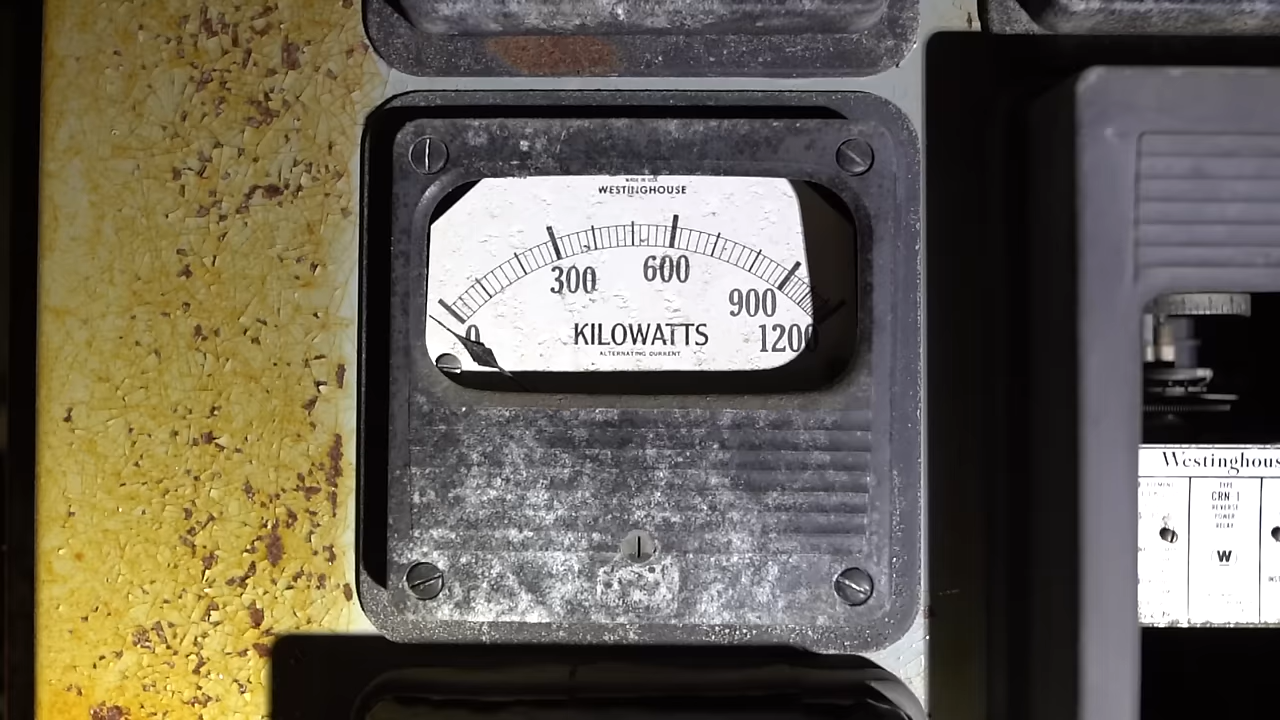 MADE IN USA
WESTINGHOUSE
0
300
600
900
1200
KILOWATTS
ALTERNATING CURRENT
Westinghous
TYPE
CRN 1
REVERSE
POWER
RELAY
W